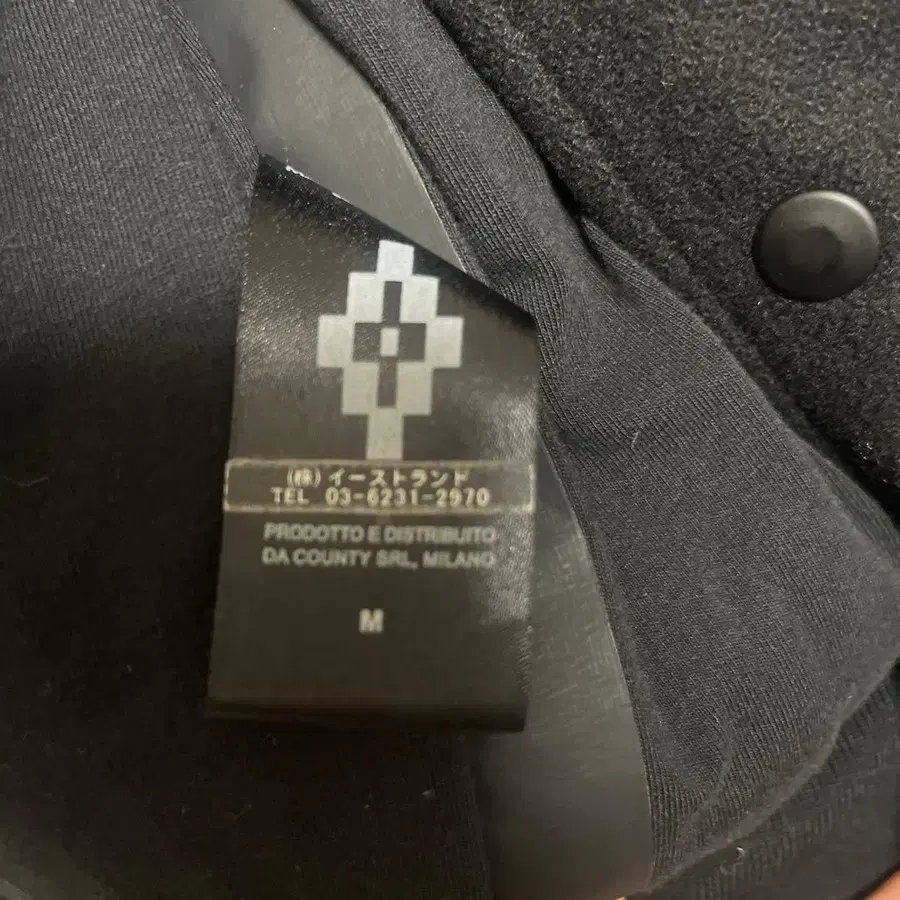 (株)イーストランド
TEL 03-6231-2970
PRODOTTO E DISTRIBUITO
DA COUNTY SRL, MILANO
M